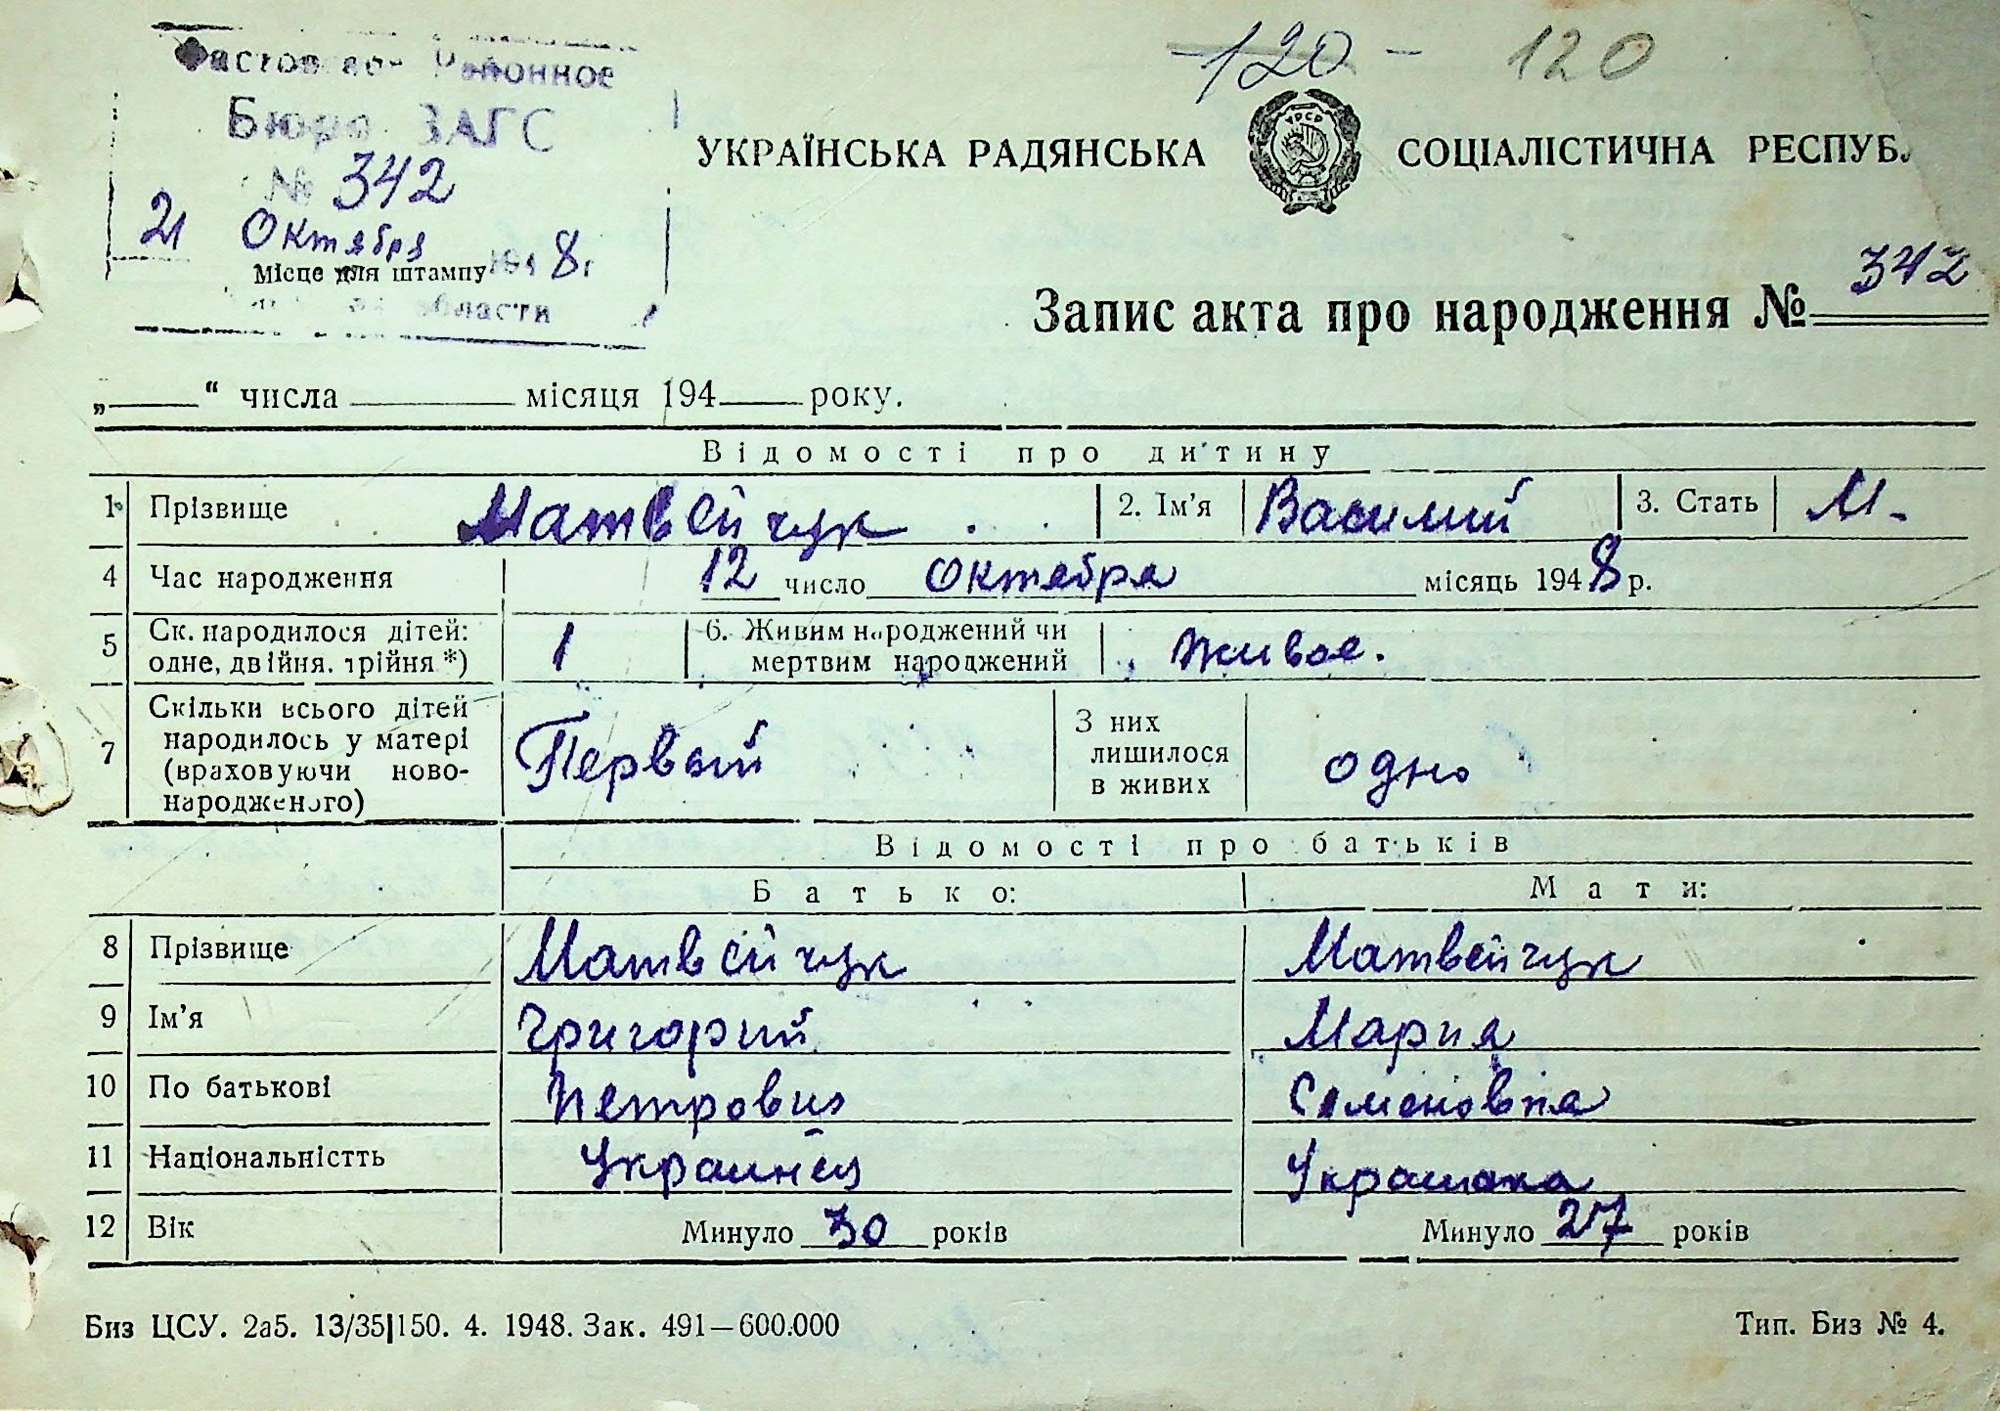 120 - 120
Районное
Бюро ЗАГС
№ 342
21 Октября 1948 г
Місце для штампу
области
УКРАЇНСЬКА РАДЯНСЬКА УРСР СОЦІАЛІСТИЧНА РЕСПУБ
Запис акта про народження № 342
„ “ числа місяця 194 року.
Відомості про дитину
1 Прізвище Матвейчук 2. Ім'я Василий 3. Стать М.
4 Час народження 12 число Октября місяць 1948 р.
5 Ск. народилося дітей: одне, двійня, трійня *) 1 6. Живим народжений чи мертвим народжений Живое.
7 Скільки всього дітей народилось у матері (враховуючи ново-народженого) Первый З них лишилося в живих одно
Відомості про батьків
Батько: Мати:
8 Прізвище Матвейчук Матвейчук
9 Ім'я Григорий Мария
10 По батькові Петрович Семеновна
11 Національністть Украинец Украинка
12 Вік Минуло 30 років Минуло 27 років
Биз ЦСУ. 2а5. 13/35|150. 4. 1948. Зак. 491—600.000 Тип. Биз № 4.